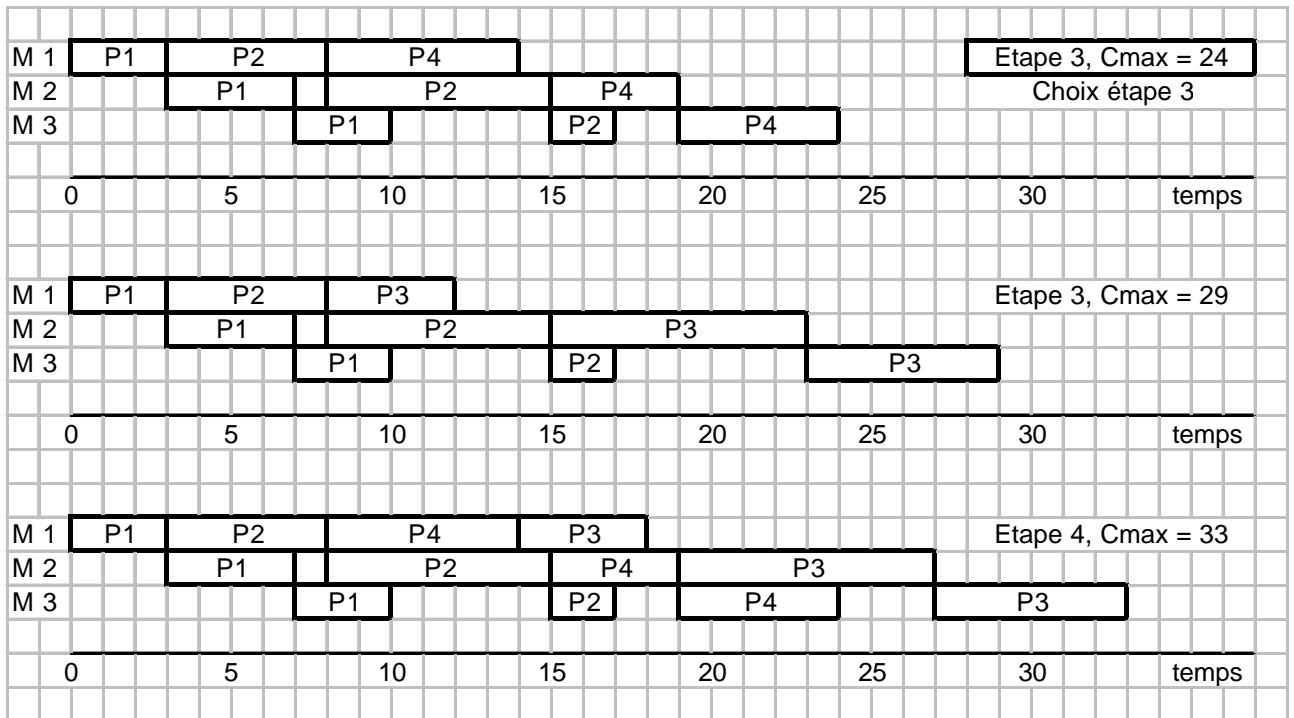 M 1 P1 P2 P4 Etape 3, Cmax = 24
M 2 P1 P2 P4 Choix étape 3
M 3 P1 P2 P4
0 5 10 15 20 25 30 temps
M 1 P1 P2 P3 Etape 3, Cmax = 29
M 2 P1 P2 P3
M 3 P1 P2 P3
0 5 10 15 20 25 30 temps
M 1 P1 P2 P4 P3 Etape 4, Cmax = 33
M 2 P1 P2 P4 P3
M 3 P1 P2 P4 P3
0 5 10 15 20 25 30 temps